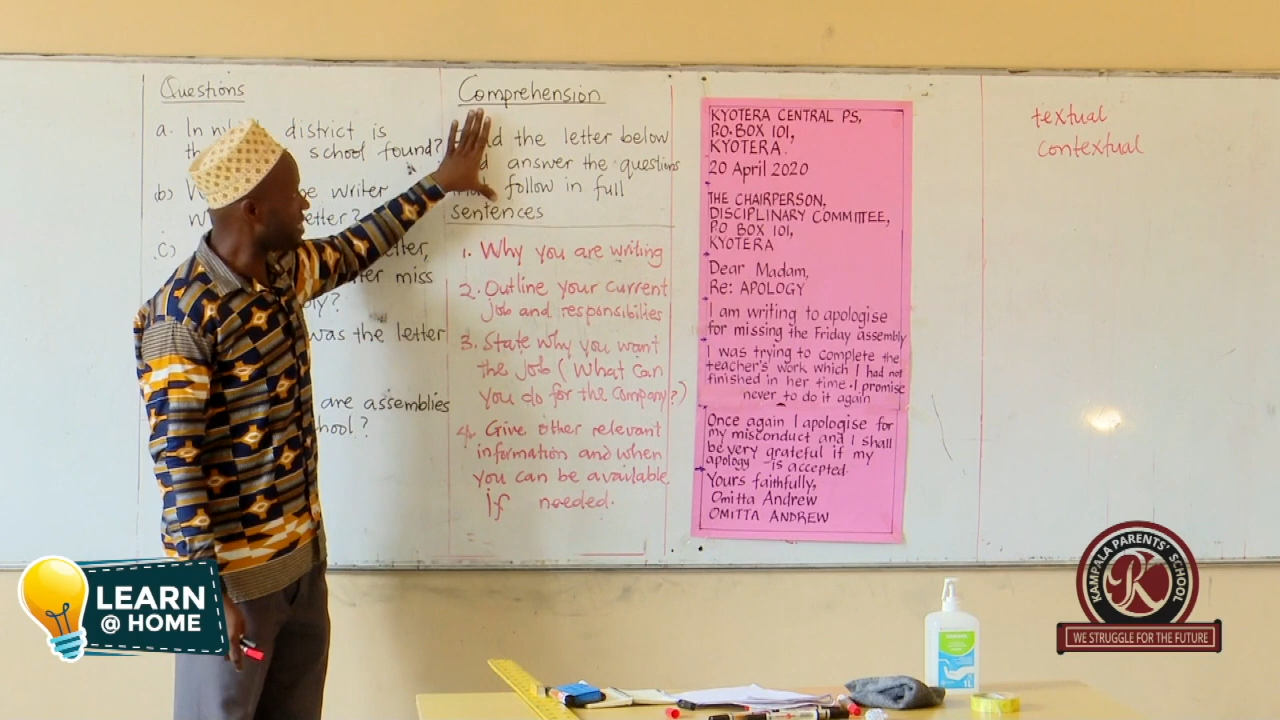 Questions
a. In district is
school found?
b) be writer
letter?
c) letter,
miss
was the letter
are assemblies
school?
Comprehension
the letter below
answer the questions
follow in full
sentences
1. Why you are writing
2. Outline your current
job and responsibilies
3. State why you want
the job (What can
you do for the company?)
4. Give other relevant
information and when
you can be available
if needed.
KYOTERA CENTRAL PS,
P.O. BOX 101,
KYOTERA.
20 April 2020
THE CHAIRPERSON,
DISCIPLINARY COMMITTEE,
P.O BOX 101,
KYOTERA
Dear Madam,
Re: APOLOGY
I am writing to apologise
for missing the Friday assembly
I was trying to complete the
teacher's work which I had not
finished in her time. I promise
never to do it again
Once again I apologise for
my misconduct and I shall
be very grateful if my
apology is accepted.
Yours faithfully,
Omitta Andrew
OMITTA ANDREW
textual
contextual
LEARN
@ HOME
KAMPALA PARENTS' SCHOOL
K
WE STRUGGLE FOR THE FUTURE